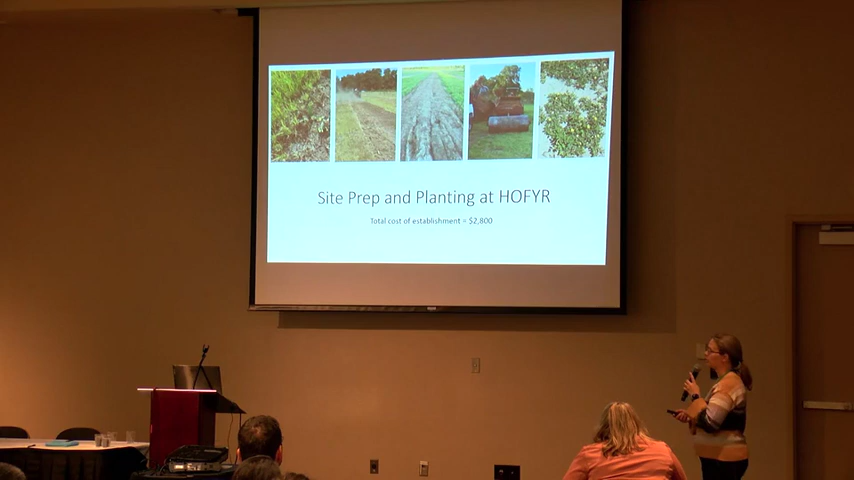 Site Prep and Planting at HOFYR
Total cost of establishment = $2,800